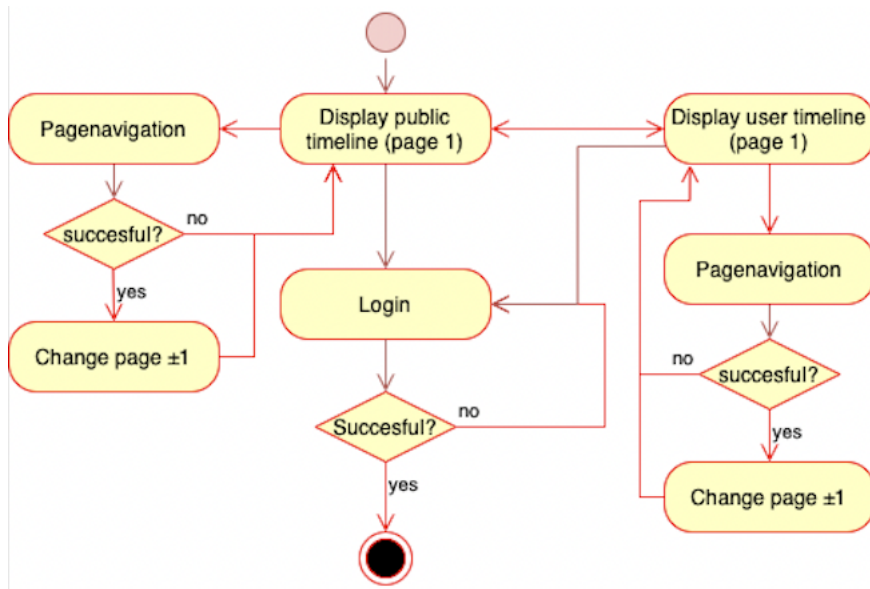 Display public
timeline (page 1)
Pagenavigation
Display user timeline
(page 1)
succesful?
no
yes
Change page ±1
Login
Succesful?
no
yes
Pagenavigation
succesful?
no
yes
Change page ±1